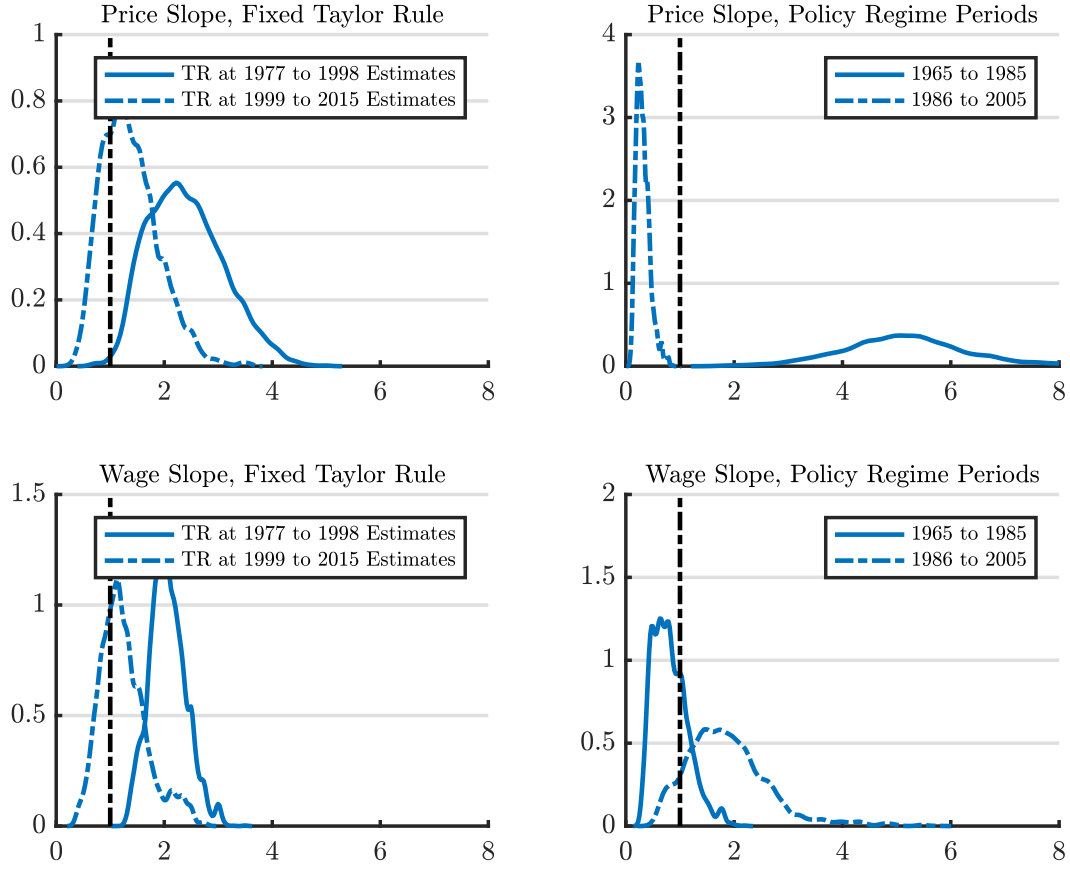 Price Slope, Fixed Taylor Rule
1
0.8
0.6
0.4
0.2
0
0 2 4 6 8
TR at 1977 to 1998 Estimates
TR at 1999 to 2015 Estimates
Price Slope, Policy Regime Periods
4
3
2
1
0
0 2 4 6 8
1965 to 1985
1986 to 2005
Wage Slope, Fixed Taylor Rule
1.5
1
0.5
0
0 2 4 6 8
TR at 1977 to 1998 Estimates
TR at 1999 to 2015 Estimates
Wage Slope, Policy Regime Periods
2
1.5
1
0.5
0
0 2 4 6 8
1965 to 1985
1986 to 2005